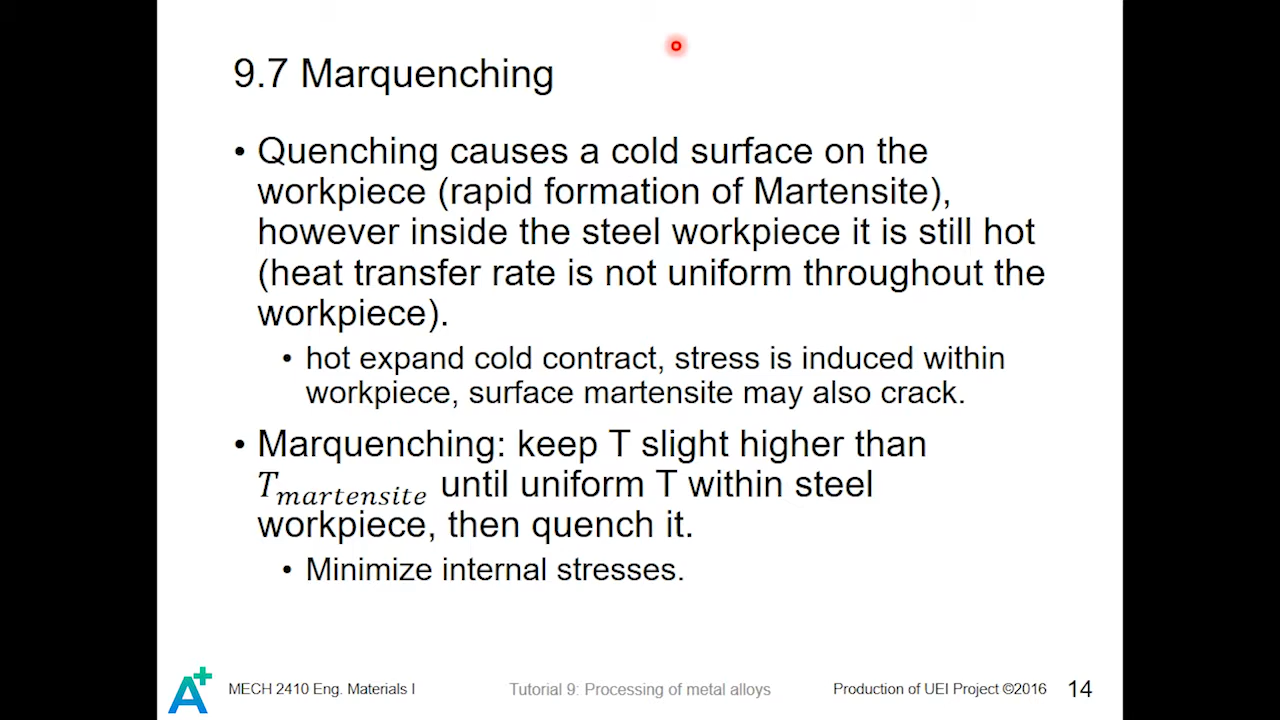 9.7 Marquenching
• Quenching causes a cold surface on the
workpiece (rapid formation of Martensite),
however inside the steel workpiece it is still hot
(heat transfer rate is not uniform throughout the
workpiece).
• hot expand cold contract, stress is induced within
workpiece, surface martensite may also crack.
• Marquenching: keep T slight higher than
T_martensite until uniform T within steel
workpiece, then quench it.
• Minimize internal stresses.
A+ MECH 2410 Eng. Materials I Tutorial 9: Processing of metal alloys Production of UEI Project ©2016 14